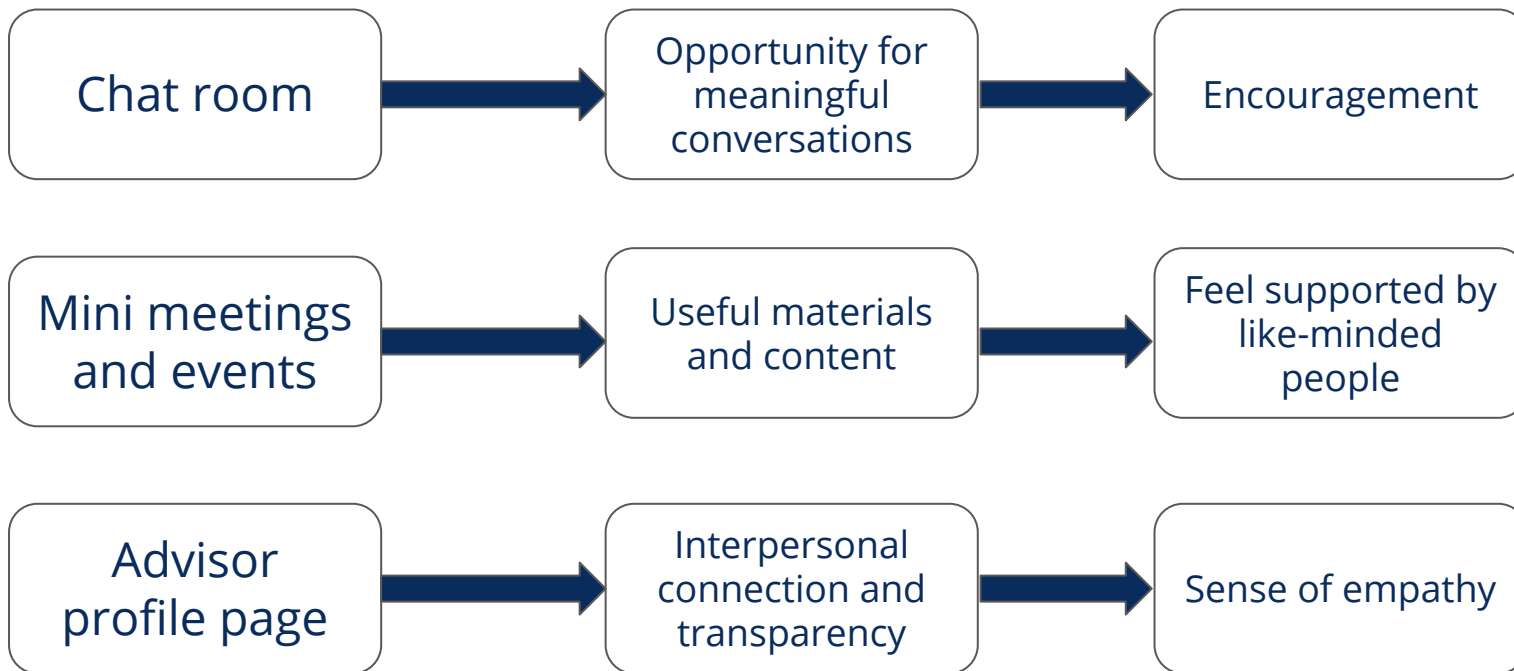 Chat room
Opportunity for
meaningful
conversations
Encouragement
Mini meetings
and events
Useful materials
and content
Feel supported by
like-minded
people
Advisor
profile page
Interpersonal
connection and
transparency
Sense of empathy